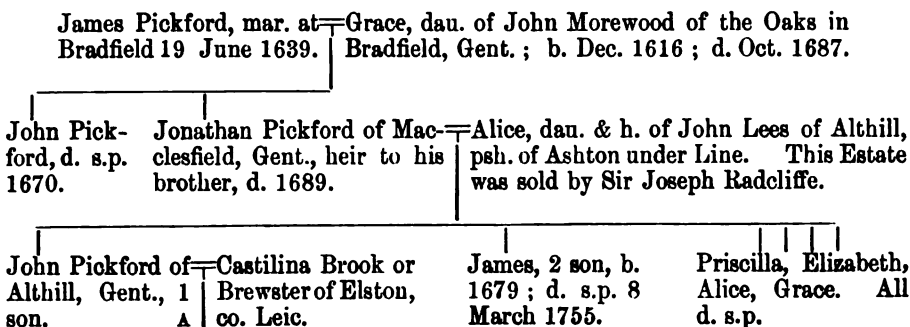 James Pickford, mar. at
Bradfield 19 June 1639.
Grace, dau. of John Morewood of the Oaks in
Bradfield, Gent. ; b. Dec. 1616 ; d. Oct. 1687.
John Pick-
ford, d. s.p.
1670.
Jonathan Pickford of Mac-
clesfield, Gent., heir to his
brother, d. 1689.
Alice, dau. & h. of John Lees of Althill,
psh. of Ashton under Line. This Estate
was sold by Sir Joseph Radcliffe.
John Pickford of
Althill, Gent., 1
son. A
Castilina Brook or
Brewster of Elston,
co. Leic.
James, 2 son, b.
1679 ; d. s.p. 8
March 1755.
Priscilla, Elizabeth,
Alice, Grace. All
d. s.p.